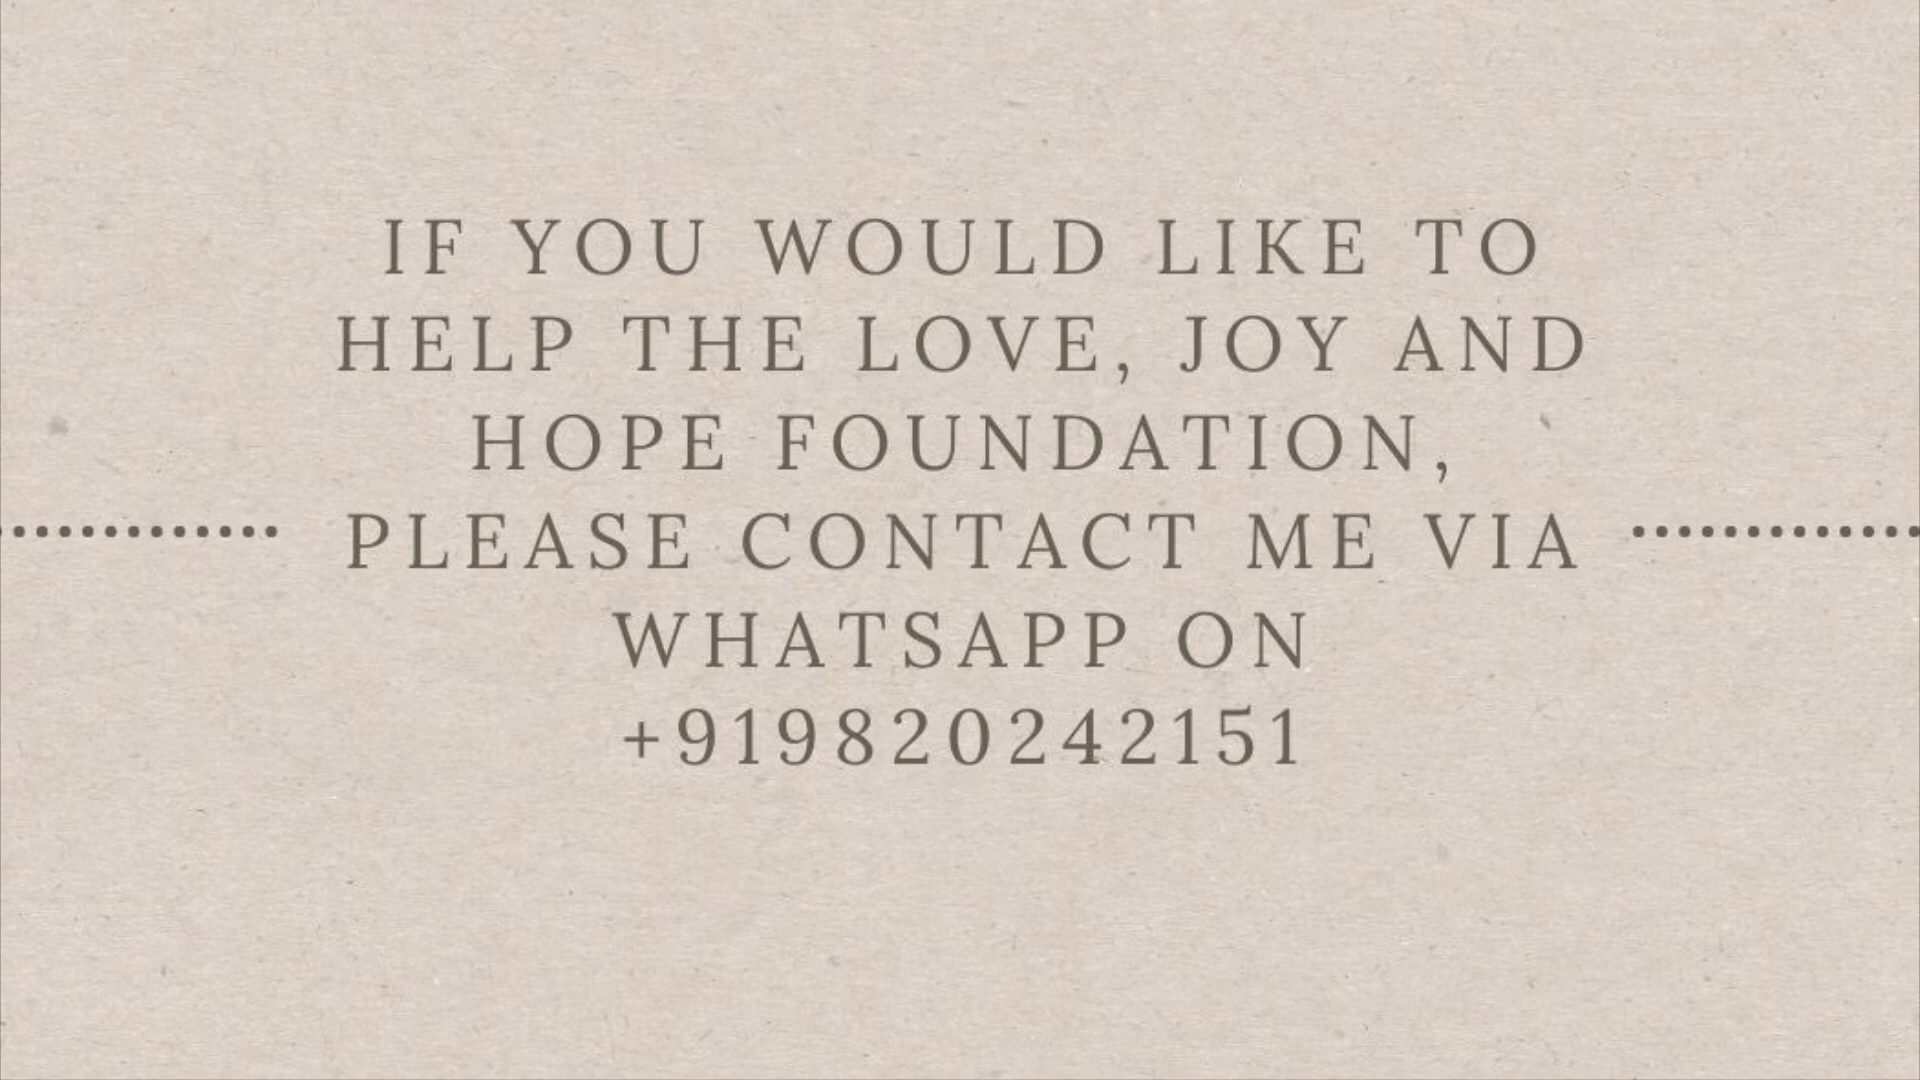 IF YOU WOULD LIKE TO
HELP THE LOVE, JOY AND
HOPE FOUNDATION,
PLEASE CONTACT ME VIA
WHATSAPP ON
+919820242151